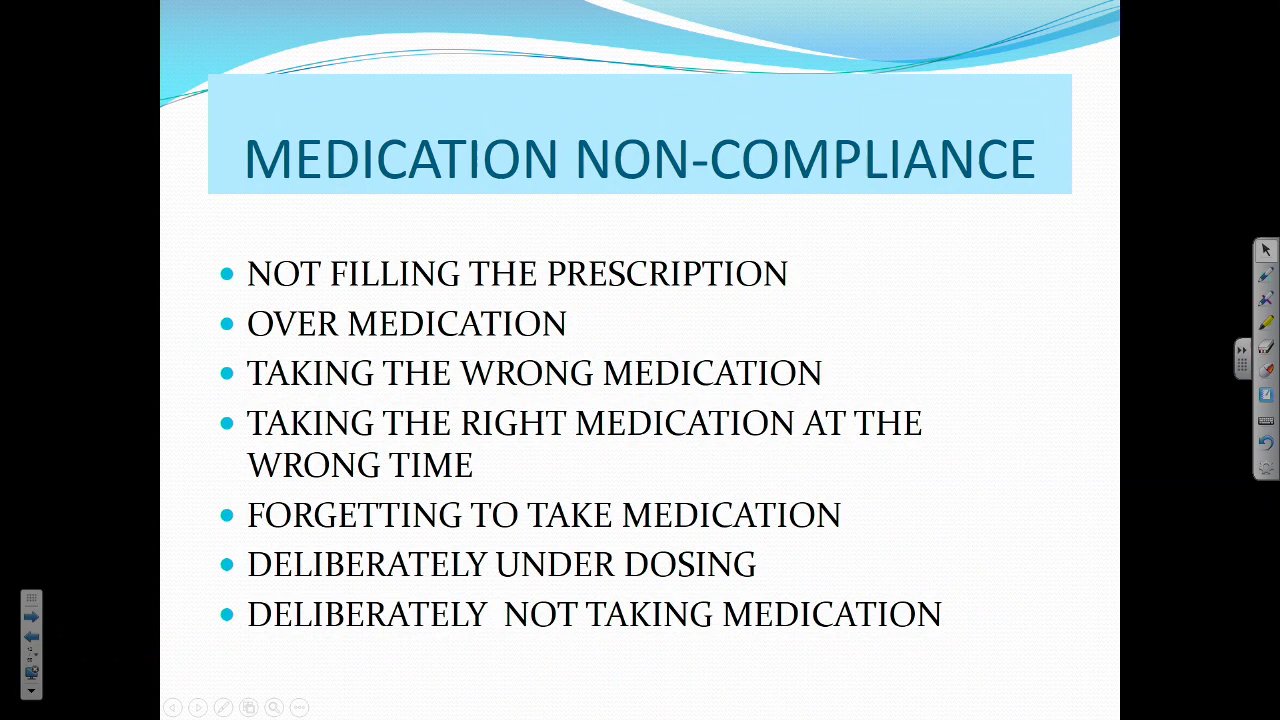 MEDICATION NON-COMPLIANCE
NOT FILLING THE PRESCRIPTION
OVER MEDICATION
TAKING THE WRONG MEDICATION
TAKING THE RIGHT MEDICATION AT THE
WRONG TIME
FORGETTING TO TAKE MEDICATION
DELIBERATELY UNDER DOSING
DELIBERATELY  NOT TAKING MEDICATION